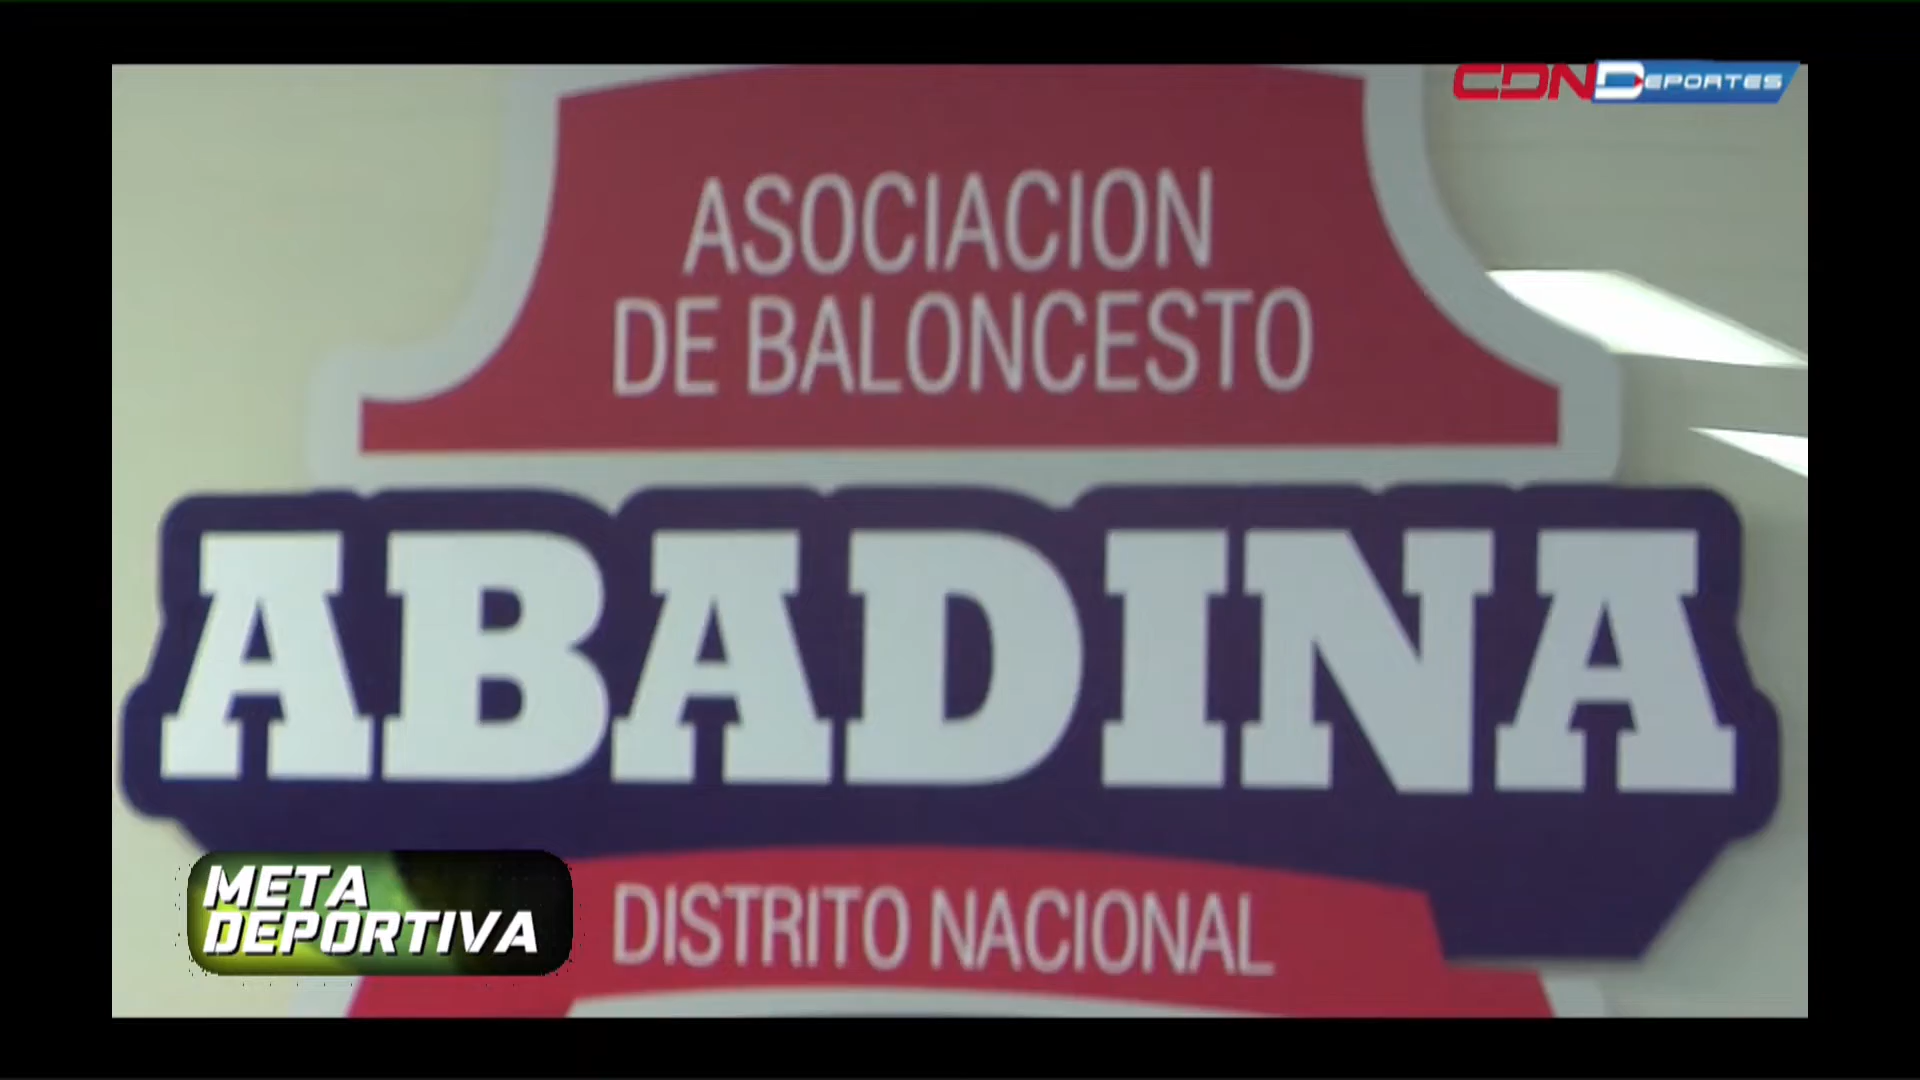 CDN DEPORTES
ASOCIACION
DE BALONCESTO
ABADINA
DISTRITO NACIONAL
META
DEPORTIVA